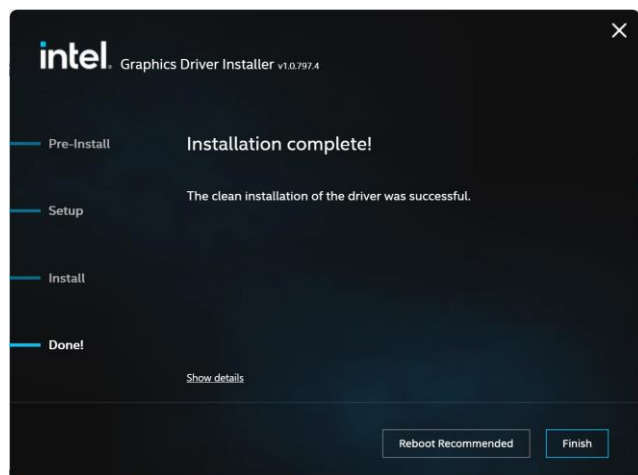 intel. Graphics Driver Installer v1.0.797.4
Pre-Install
Installation complete!
The clean installation of the driver was successful.
Setup
Install
Done!
Show details
Reboot Recommended
Finish